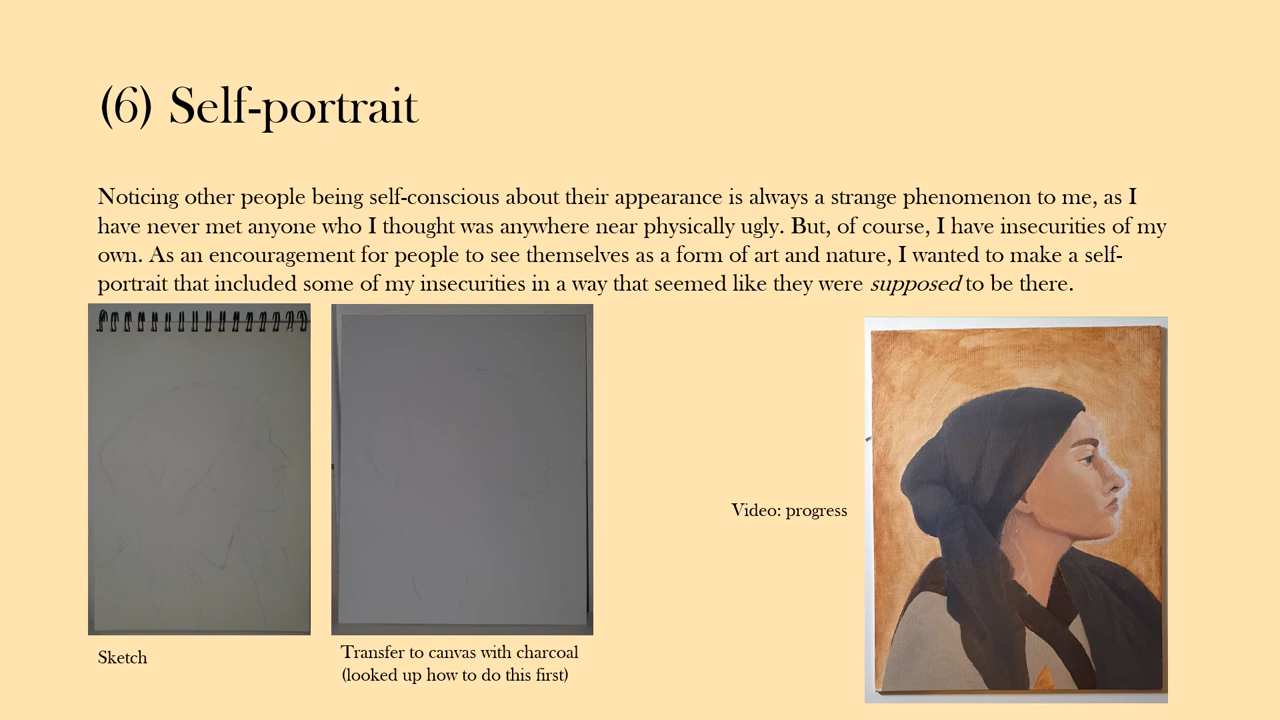 (6) Self-portrait
Noticing other people being self-conscious about their appearance is always a strange phenomenon to me, as I
have never met anyone who I thought was anywhere near physically ugly. But, of course, I have insecurities of my
own. As an encouragement for people to see themselves as a form of art and nature, I wanted to make a self-
portrait that included some of my insecurities in a way that seemed like they were supposed to be there.
Video: progress
Sketch
Transfer to canvas with charcoal
(looked up how to do this first)